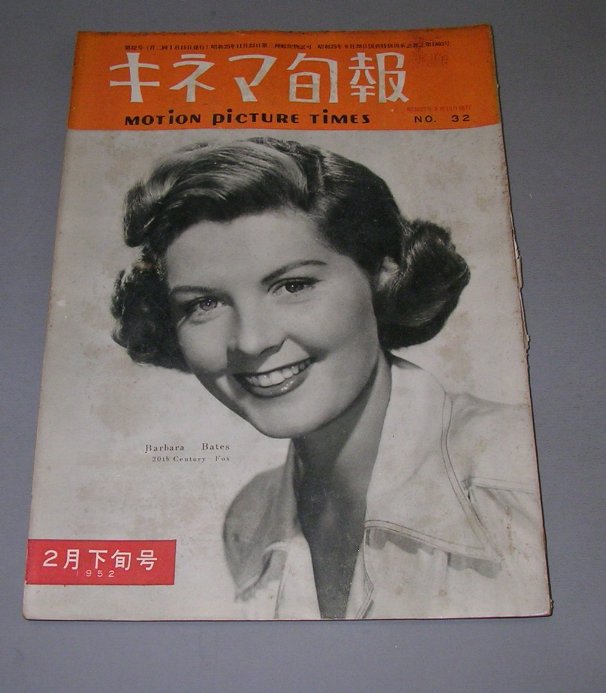 キネマ旬報
MOTION PICTURE TIMES NO. 32
Barbara Bates
20th Century Fox
2月下旬号
1952